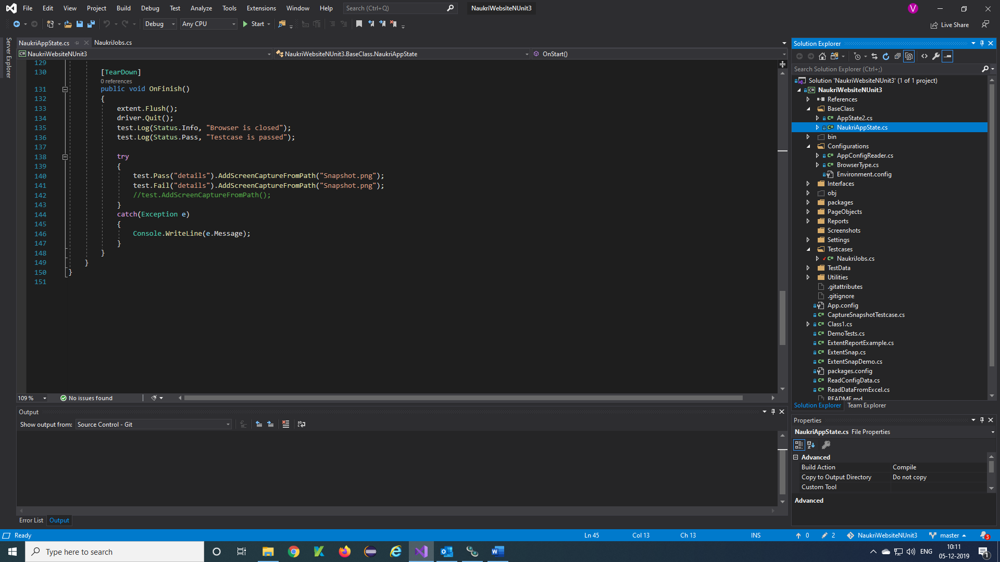 File Edit View Project Build Debug Test Analyze Tools Extensions Window Help Search (Ctrl+Q) NaukriWebsiteNUnit3 V
Debug Any CPU Start Live Share
Server Explorer
NaukriAppState.cs NaukriJobs.cs
NaukriWebsiteNUnit3 NaukriWebsiteNUnit3.BaseClass.NaukriAppState OnStart()
129
130 [TearDown]
0 references
131 public void OnFinish()
132 {
133 extent.Flush();
134 driver.Quit();
135 test.Log(Status.Info, "Browser is closed");
136 test.Log(Status.Pass, "Testcase is passed");
137
138 try
139 {
140 test.Pass("details").AddScreenCaptureFromPath("Snapshot.png");
141 test.Fail("details").AddScreenCaptureFromPath("Snapshot.png");
142 //test.AddScreenCaptureFromPath();
143 }
144 catch(Exception e)
145 {
146 Console.WriteLine(e.Message);
147 }
148 }
149 }
150 }
151
109 % No issues found
Output
Show output from: Source Control - Git
Error List Output
Solution Explorer
Search Solution Explorer (Ctrl+;)
Solution 'NaukriWebsiteNUnit3' (1 of 1 project)
C# NaukriWebsiteNUnit3
References
BaseClass
C# AppState2.cs
C# NaukriAppState.cs
bin
Configurations
C# AppConfigReader.cs
C# BrowserType.cs
Environment.config
Interfaces
obj
packages
PageObjects
Reports
Screenshots
Settings
Testcases
C# NaukriJobs.cs
TestData
Utilities
.gitattributes
.gitignore
App.config
C# CaptureSnapshotTestcase.cs
C# Class1.cs
C# DemoTests.cs
C# ExtentReportExample.cs
C# ExtentSnap.cs
C# ExtentSnapDemo.cs
packages.config
C# ReadConfigData.cs
C# ReadDataFromExcel.cs
README.md
Solution Explorer Team Explorer
Properties
NaukriAppState.cs File Properties
Advanced
Build Action Compile
Copy to Output Directory Do not copy
Custom Tool
Advanced
Ready Ln 45 Col 13 Ch 13 INS 0 2 NaukriWebsiteNUnit3 master 3
Type here to search ENG 10:11
05-12-2019 1